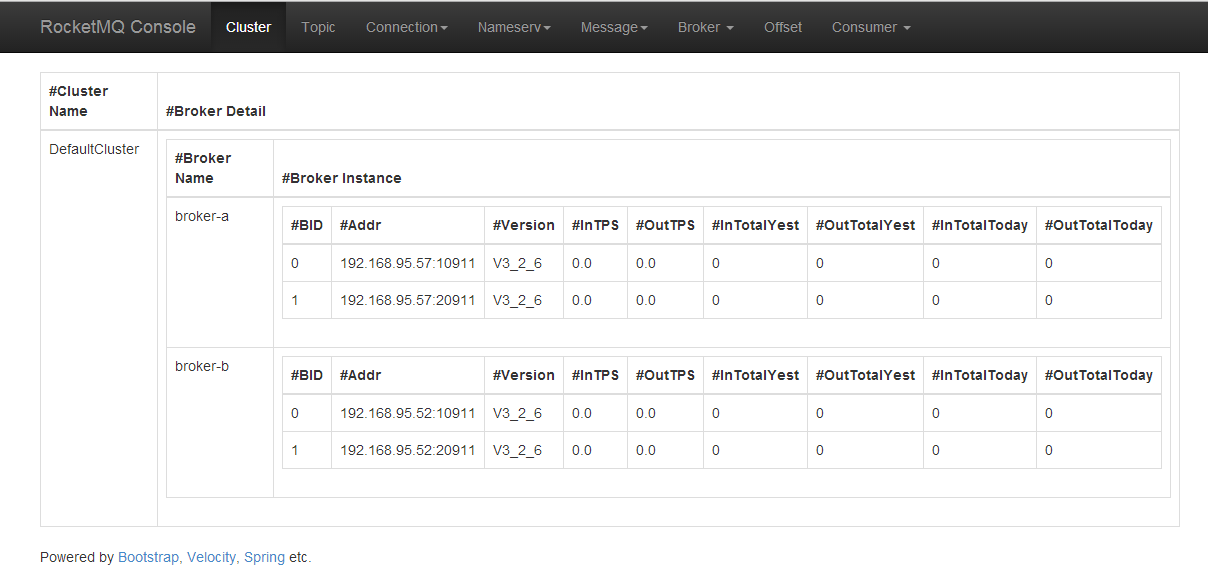 RocketMQ Console Cluster Topic Connection Nameserv Message Broker Offset Consumer
#Cluster
Name
#Broker Detail
DefaultCluster
#Broker
Name
#Broker Instance
broker-a
#BID #Addr #Version #InTPS #OutTPS #InTotalYest #OutTotalYest #InTotalToday #OutTotalToday
0 192.168.95.57:10911 V3_2_6 0.0 0.0 0 0 0 0
1 192.168.95.57:20911 V3_2_6 0.0 0.0 0 0 0 0
broker-b
#BID #Addr #Version #InTPS #OutTPS #InTotalYest #OutTotalYest #InTotalToday #OutTotalToday
0 192.168.95.52:10911 V3_2_6 0.0 0.0 0 0 0 0
1 192.168.95.52:20911 V3_2_6 0.0 0.0 0 0 0 0
Powered by Bootstrap, Velocity, Spring etc.